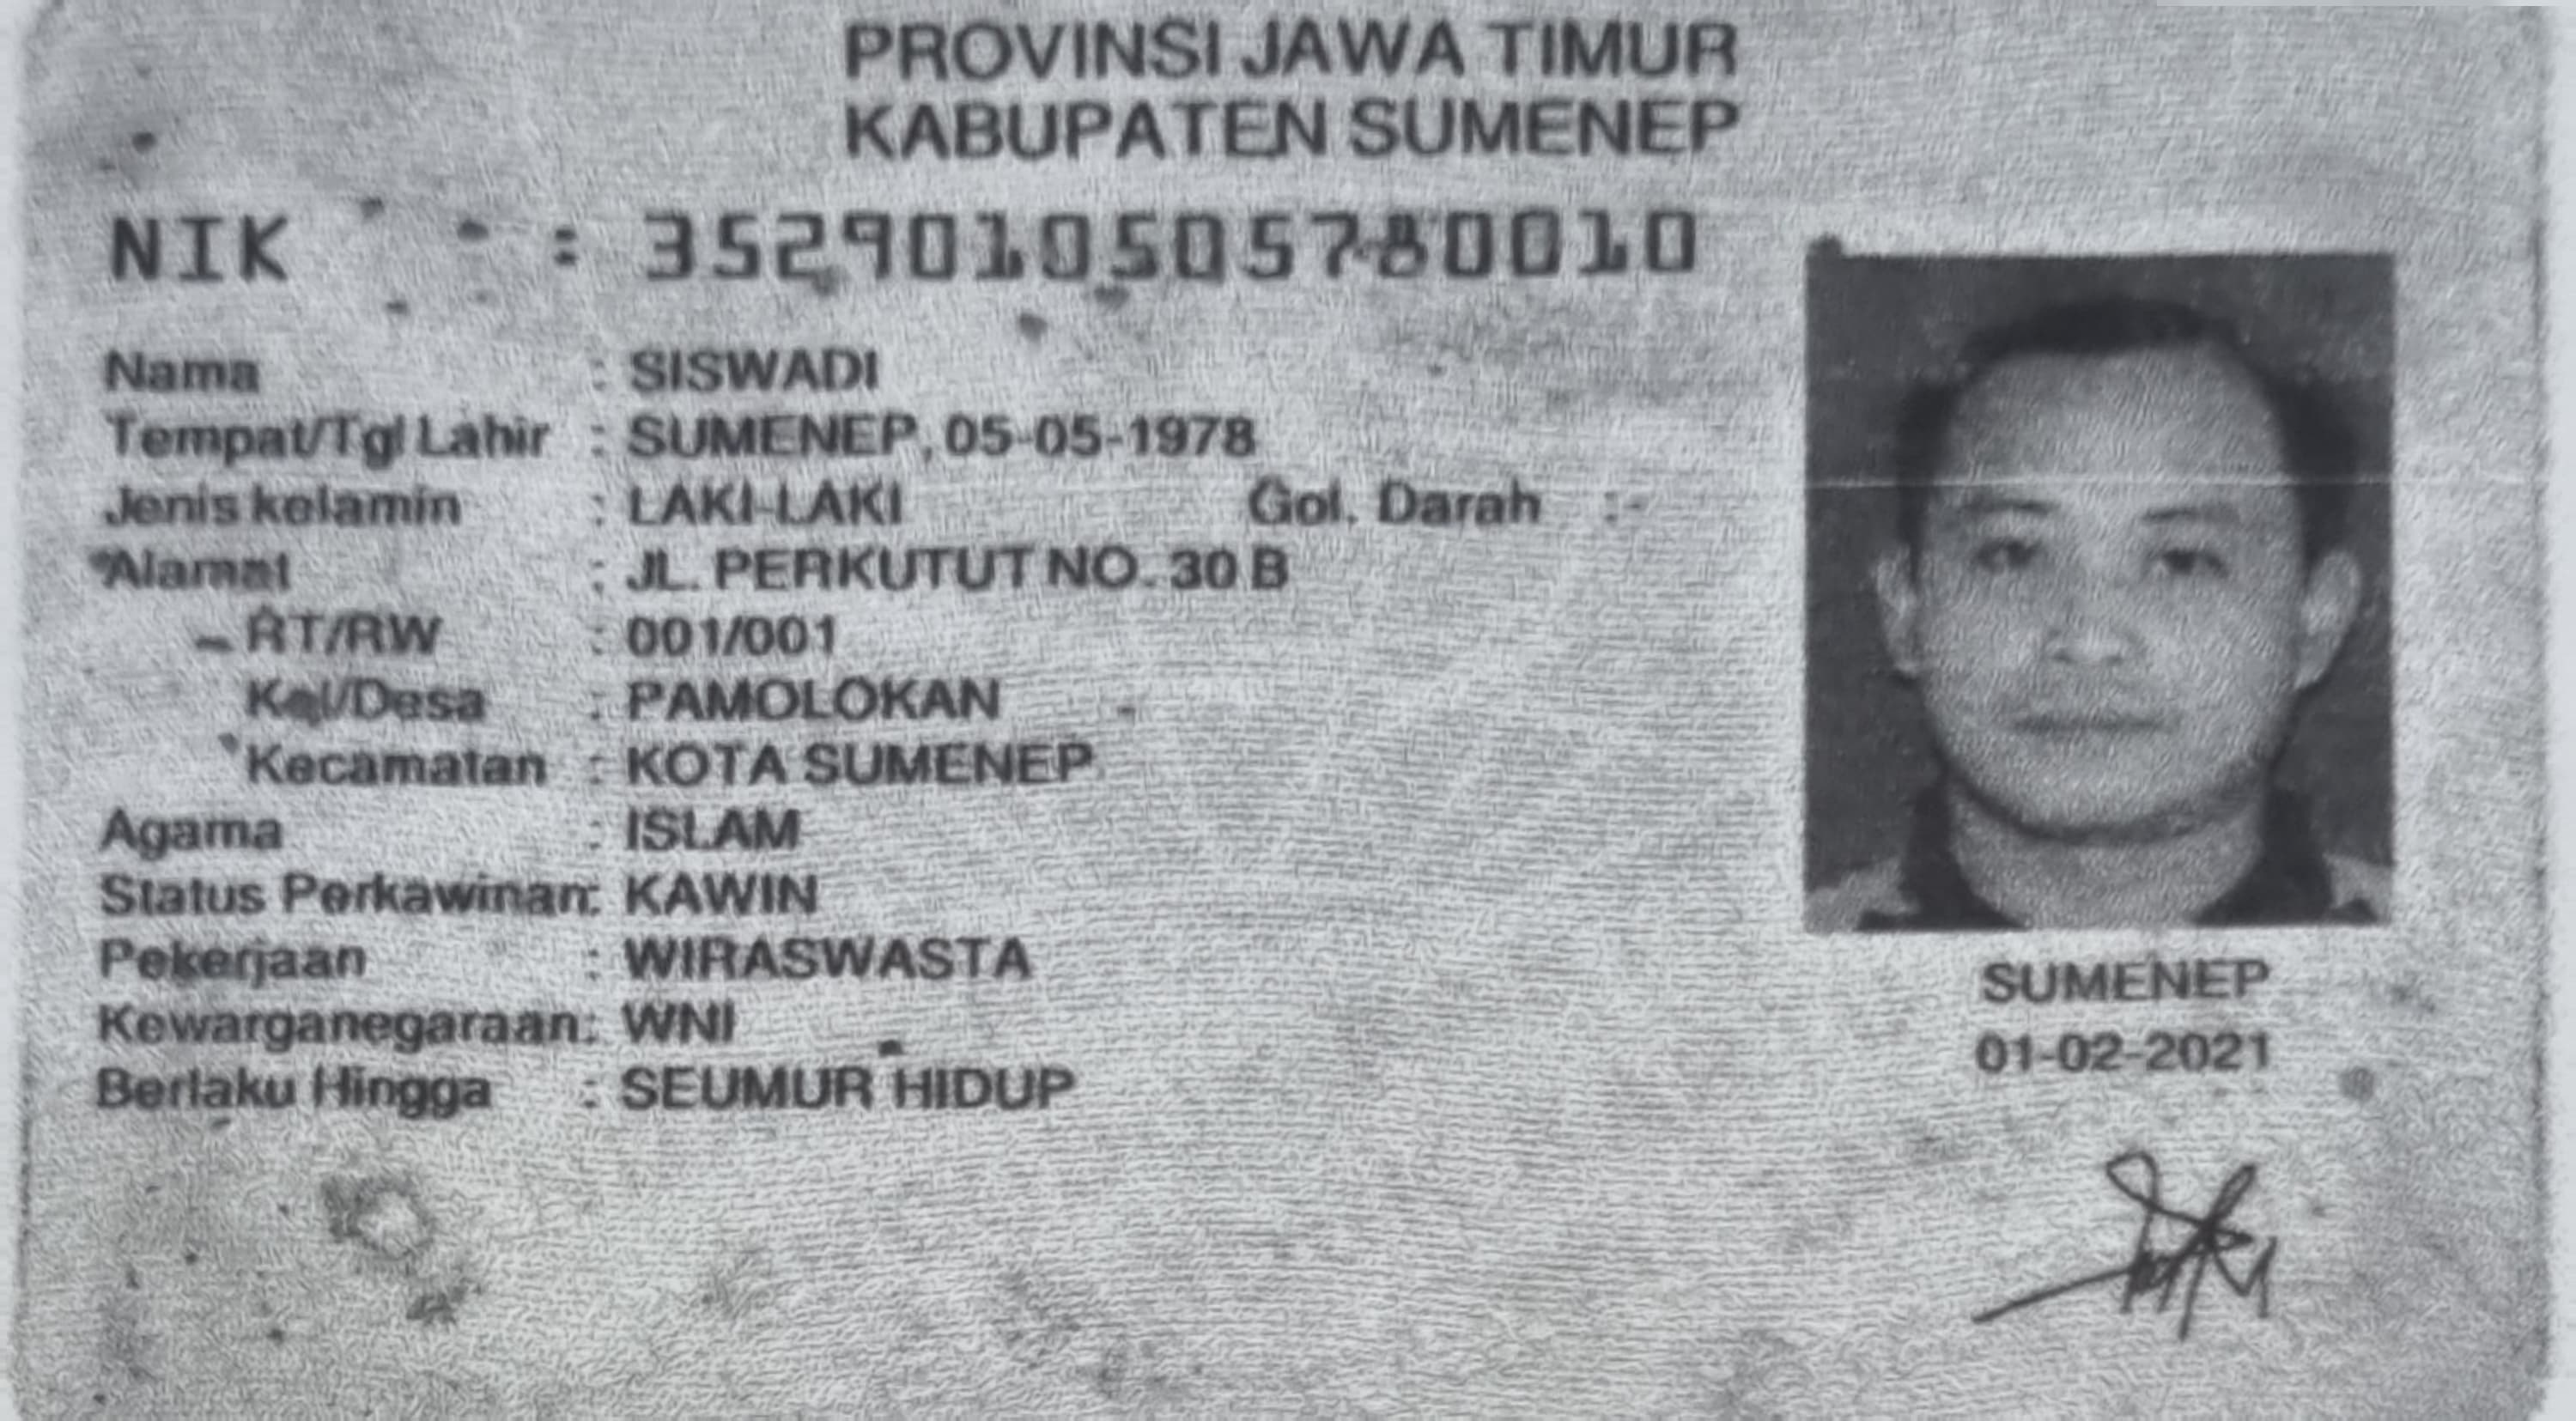 PROVINSI JAWA TIMUR
KABUPATEN SUMENEP
NIK : 3529010505780010
Nama : SISWADI
Tempat/Tgl Lahir : SUMENEP, 05-05-1978
Jenis kelamin : LAKI-LAKI Gol. Darah : -
Alamat : JL. PERKUTUT NO. 30 B
RT/RW : 001/001
Kel/Desa : PAMOLOKAN
Kecamatan : KOTA SUMENEP
Agama : ISLAM
Status Perkawinan: KAWIN
Pekerjaan : WIRASWASTA
Kewarganegaraan: WNI
Berlaku Hingga : SEUMUR HIDUP
SUMENEP
01-02-2021